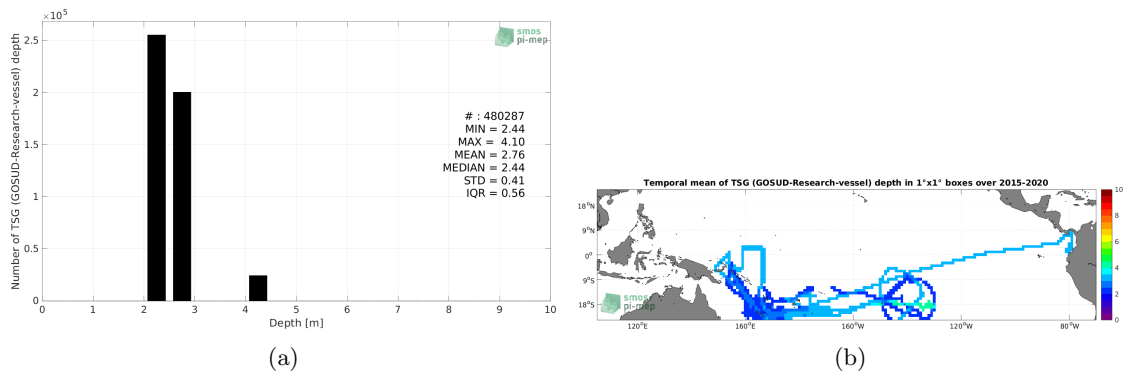 ×10⁵
smos
pi-mep
2.5
2
1.5
1
0.5
0
Number of TSG (GOSUD-Research-vessel) depth
# : 480287
MIN = 2.44
MAX = 4.10
MEAN = 2.76
MEDIAN = 2.44
STD = 0.41
IQR = 0.56
0 1 2 3 4 5 6 7 8 9 10
Depth [m]
(a)
Temporal mean of TSG (GOSUD-Research-vessel) depth in 1°x1° boxes over 2015-2020
18°N
9°N
0°
9°S
18°S
smos
pi-mep
120°E 160°E 160°W 120°W 80°W
10
8
6
4
2
0
(b)